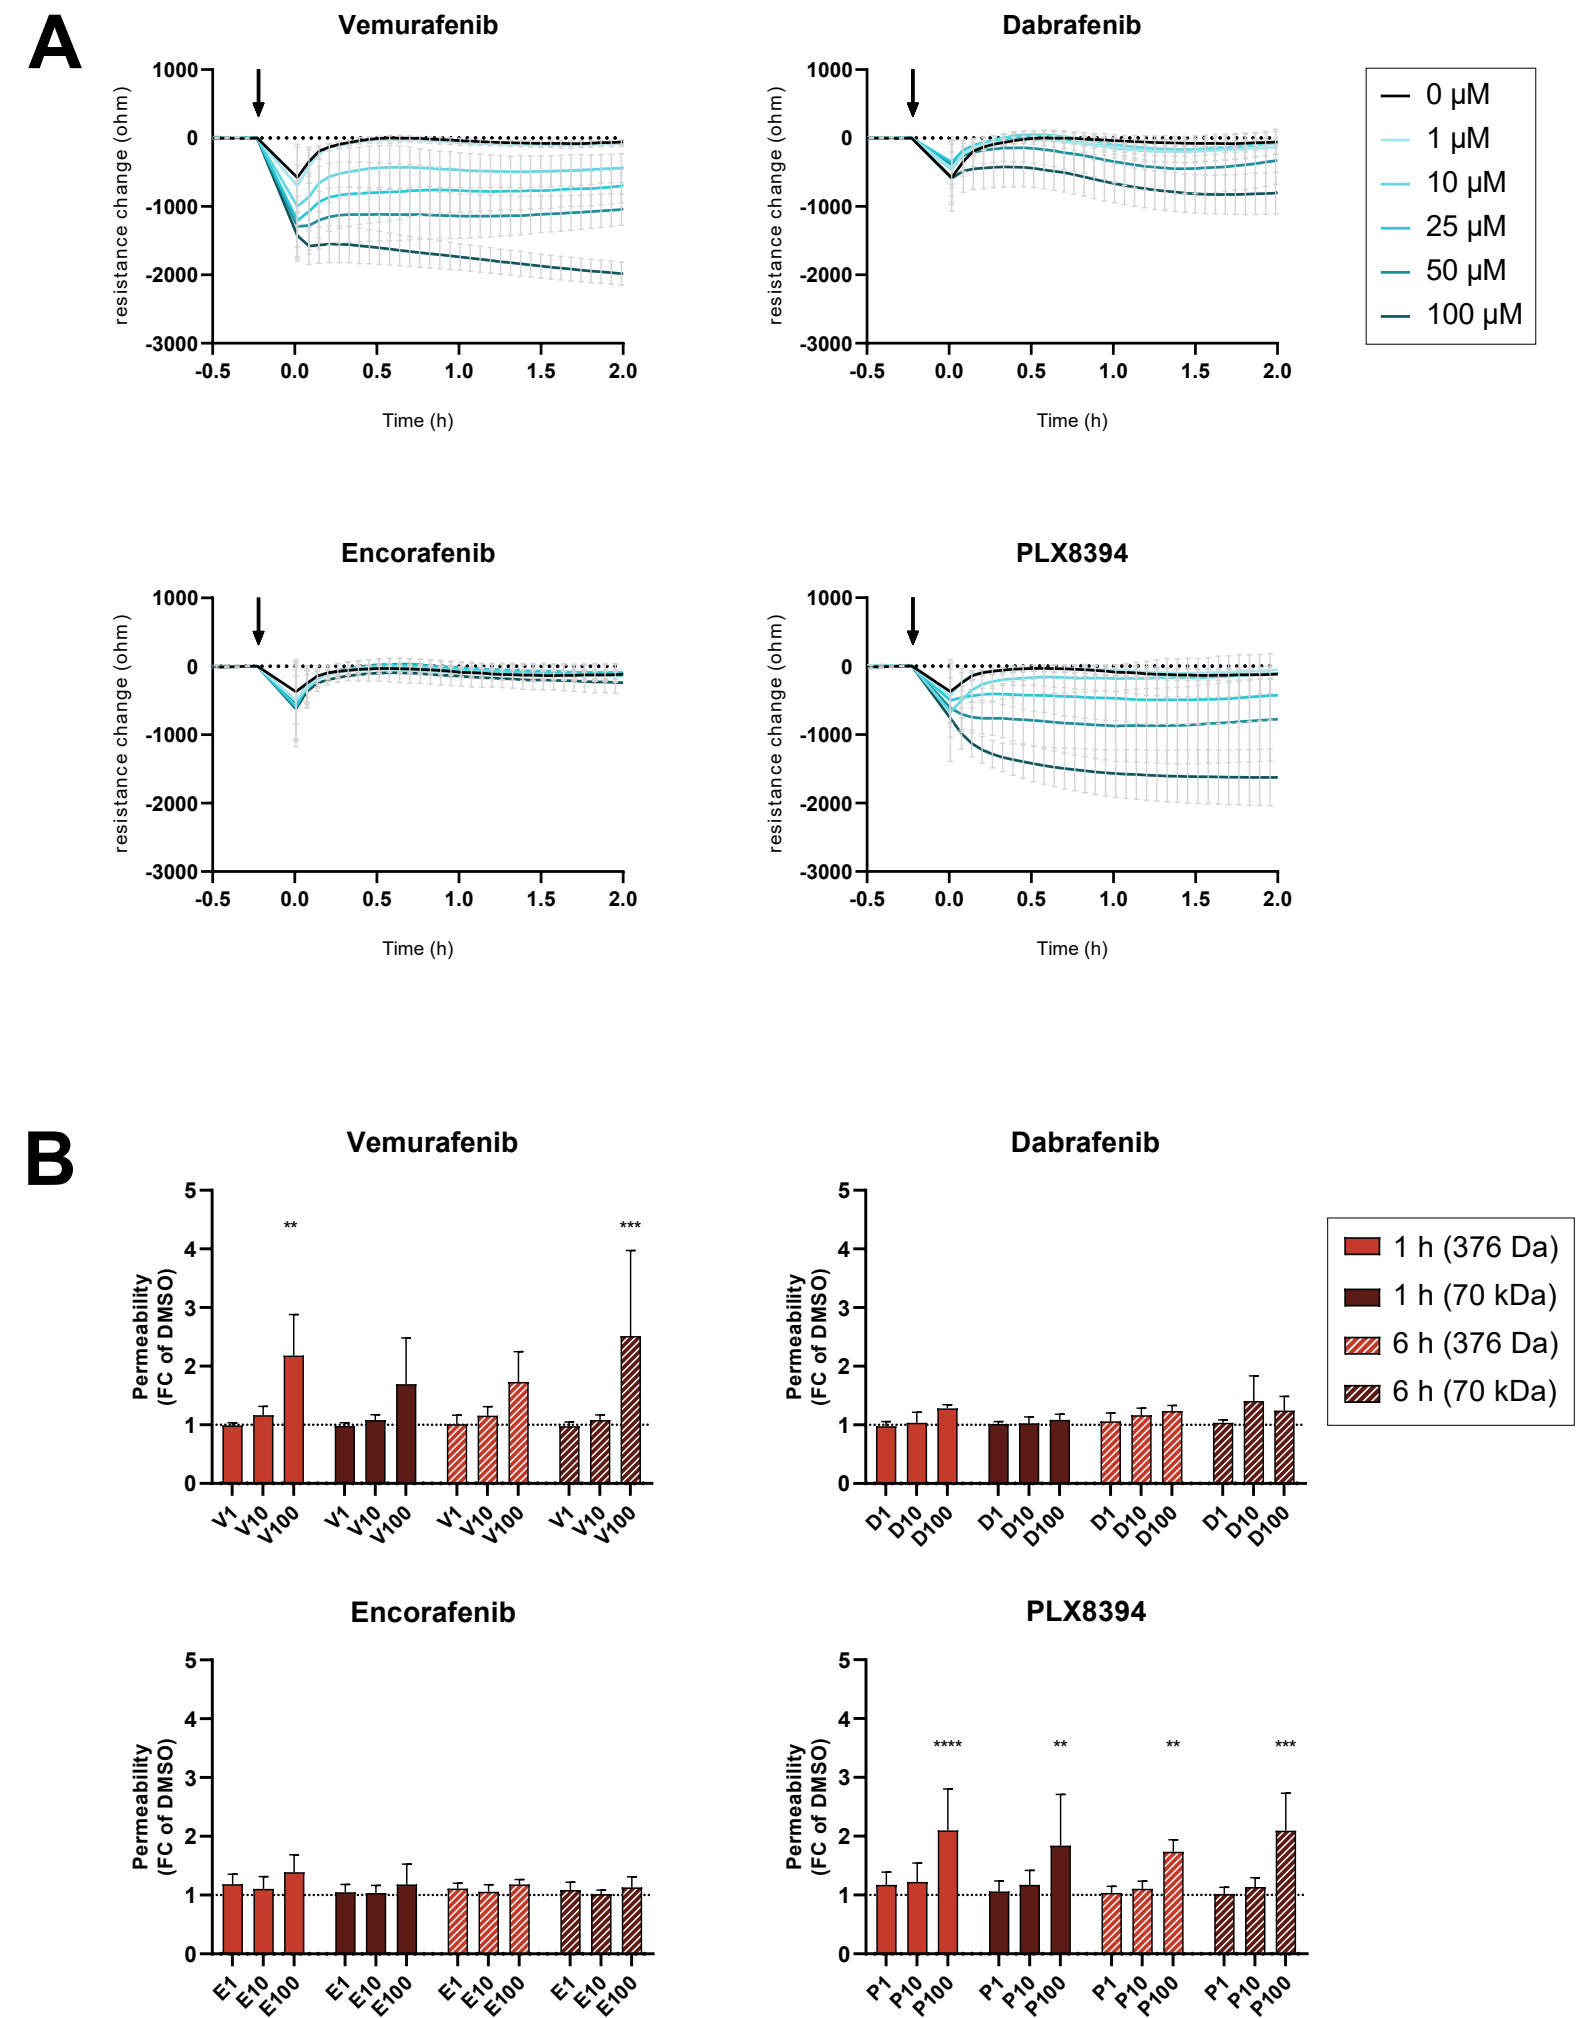 A
Vemurafenib
1000
0
-1000
-2000
-3000
resistance change (ohm)
-0.5 0.0 0.5 1.0 1.5 2.0
Time (h)
Dabrafenib
1000
0
-1000
-2000
-3000
resistance change (ohm)
-0.5 0.0 0.5 1.0 1.5 2.0
Time (h)
0 µM
1 µM
10 µM
25 µM
50 µM
100 µM
Encorafenib
1000
0
-1000
-2000
-3000
resistance change (ohm)
-0.5 0.0 0.5 1.0 1.5 2.0
Time (h)
PLX8394
1000
0
-1000
-2000
-3000
resistance change (ohm)
-0.5 0.0 0.5 1.0 1.5 2.0
Time (h)
B
Vemurafenib
5
4
3
2
1
0
Permeability
(FC of DMSO)
** ***
V1 V10 V100 V1 V10 V100 V1 V10 V100 V1 V10 V100
Dabrafenib
5
4
3
2
1
0
Permeability
(FC of DMSO)
D1 D10 D100 D1 D10 D100 D1 D10 D100 D1 D10 D100
1 h (376 Da)
1 h (70 kDa)
6 h (376 Da)
6 h (70 kDa)
Encorafenib
5
4
3
2
1
0
Permeability
(FC of DMSO)
E1 E10 E100 E1 E10 E100 E1 E10 E100 E1 E10 E100
PLX8394
5
4
3
2
1
0
Permeability
(FC of DMSO)
**** ** ** ***
P1 P10 P100 P1 P10 P100 P1 P10 P100 P1 P10 P100